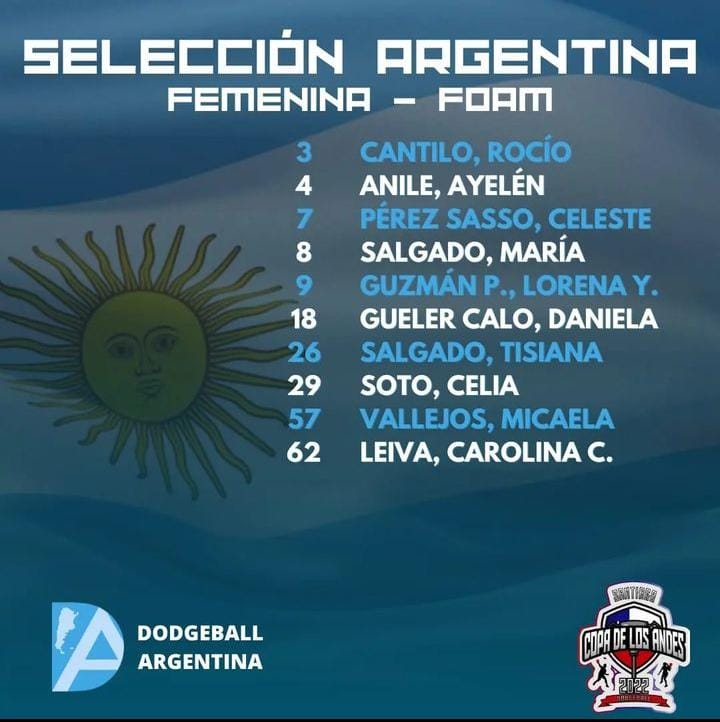 SELECCIÓN ARGENTINA
FEMENINA - FOAM
3 CANTILO, ROCÍO
4 ANILE, AYELÉN
7 PÉREZ SASSO, CELESTE
8 SALGADO, MARÍA
9 GUZMÁN P., LORENA Y.
18 GUELER CALO, DANIELA
26 SALGADO, TISIANA
29 SOTO, CELIA
57 VALLEJOS, MICAELA
62 LEIVA, CAROLINA C.
DA
DODGEBALL
ARGENTINA
SANTIAGO
COPA DE LOS ANDES
2022
DODGEBALL